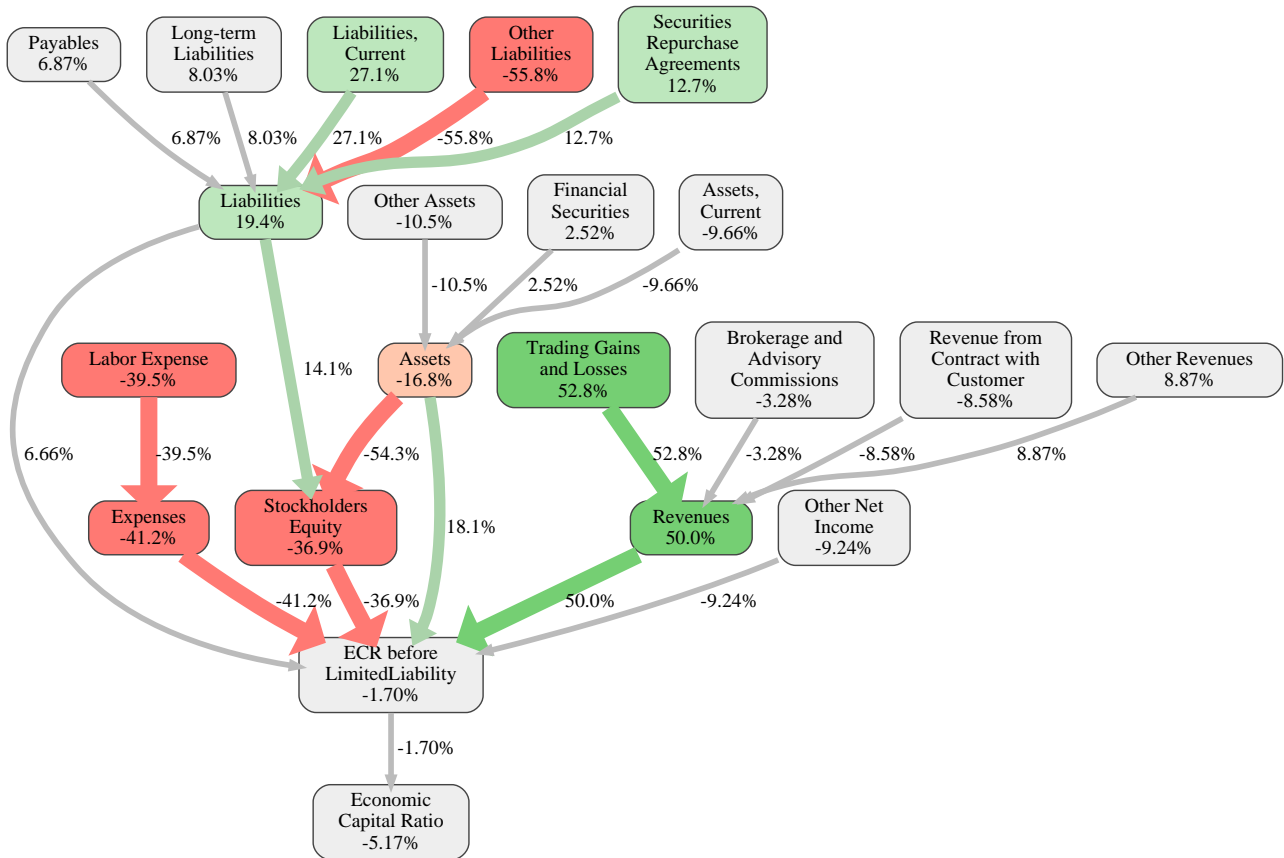 Payables
6.87%
Long-term
Liabilities
8.03%
Liabilities,
Current
27.1%
Other
Liabilities
-55.8%
Securities
Repurchase
Agreements
12.7%
6.87%
8.03%
27.1%
-55.8%
12.7%
Liabilities
19.4%
Other Assets
-10.5%
Financial
Securities
2.52%
Assets,
Current
-9.66%
-10.5%
2.52%
-9.66%
Labor Expense
-39.5%
14.1%
Assets
-16.8%
Trading Gains
and Losses
52.8%
Brokerage and
Advisory
Commissions
-3.28%
Revenue from
Contract with
Customer
-8.58%
Other Revenues
8.87%
6.66%
-39.5%
-54.3%
52.8%
-3.28%
-8.58%
8.87%
Expenses
-41.2%
Stockholders
Equity
-36.9%
18.1%
Revenues
50.0%
Other Net
Income
-9.24%
-41.2%
-36.9%
50.0%
-9.24%
ECR before
LimitedLiability
-1.70%
-1.70%
Economic
Capital Ratio
-5.17%